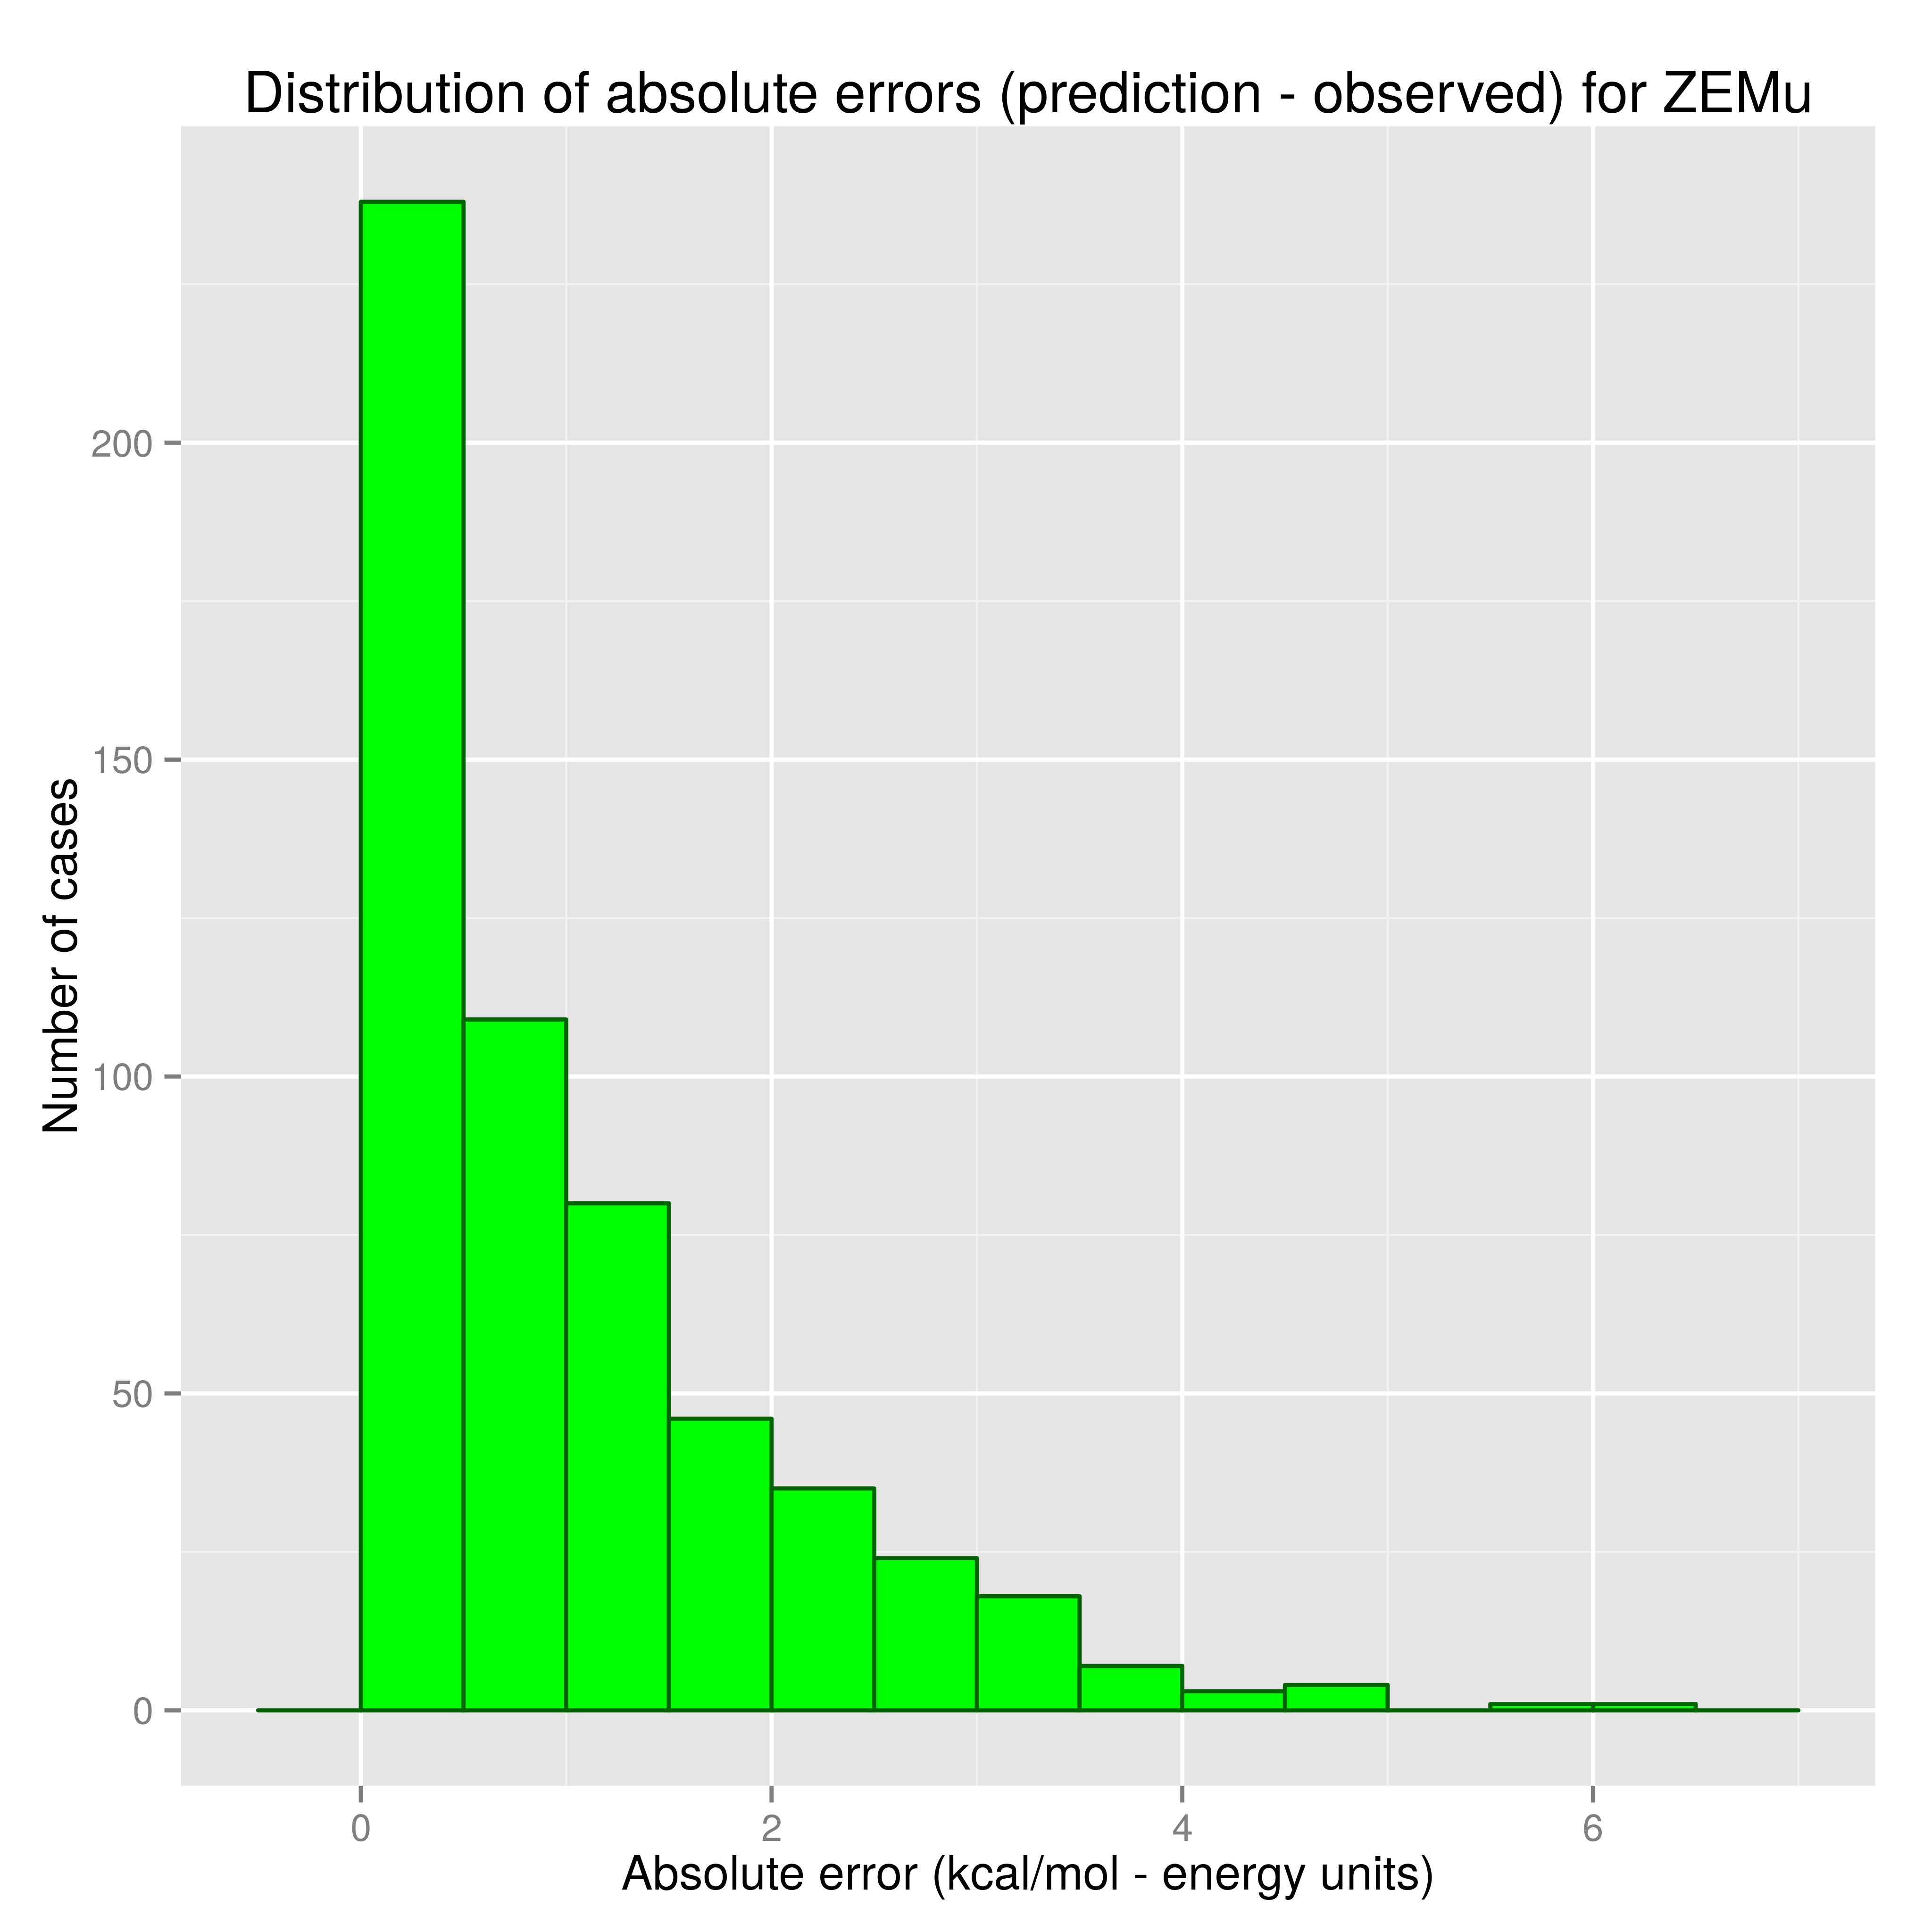 Distribution of absolute errors (prediction - observed) for ZEMu
200
150
100
50
0
Number of cases
0 2 4 6
Absolute error (kcal/mol - energy units)